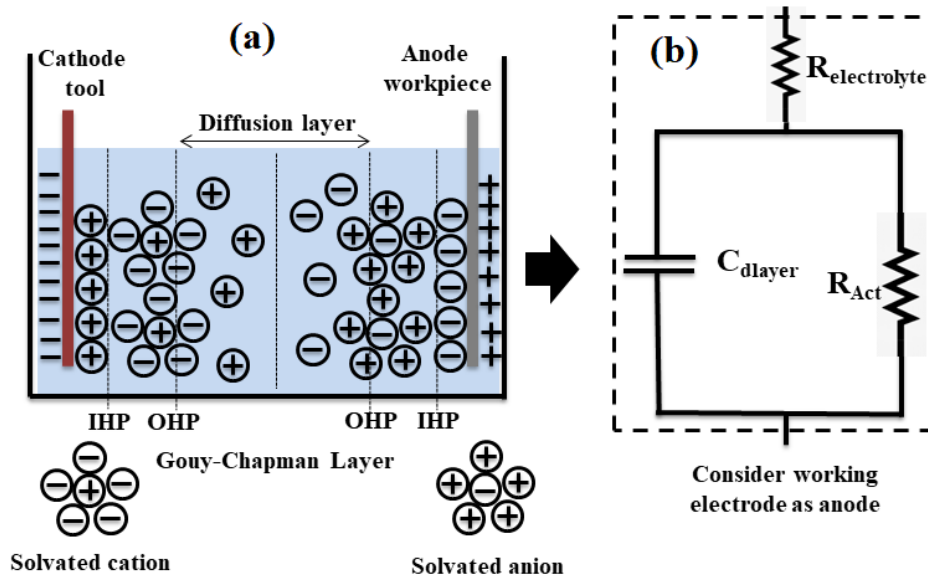 (a)
Cathode
tool
Anode
workpiece
Diffusion layer
IHP OHP
OHP IHP
Gouy-Chapman Layer
Solvated cation
Solvated anion
(b)
Relectrolyte
Cdlayer
RAct
Consider working
electrode as anode